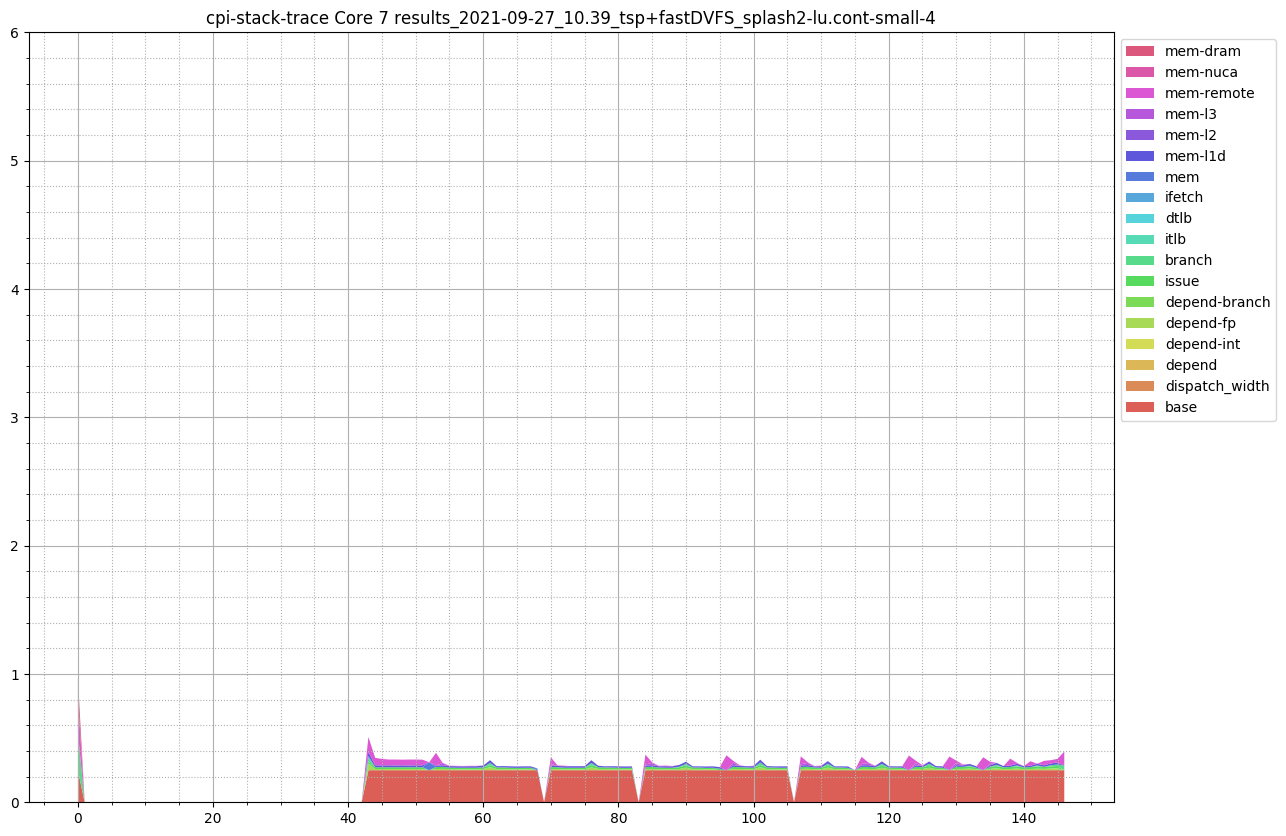 cpi-stack-trace Core 7 results_2021-09-27_10.39_tsp+fastDVFS_splash2-lu.cont-small-4
6
5
4
3
2
1
0
0 20 40 60 80 100 120 140
mem-dram
mem-nuca
mem-remote
mem-l3
mem-l2
mem-l1d
mem
ifetch
dtlb
itlb
branch
issue
depend-branch
depend-fp
depend-int
depend
dispatch_width
base